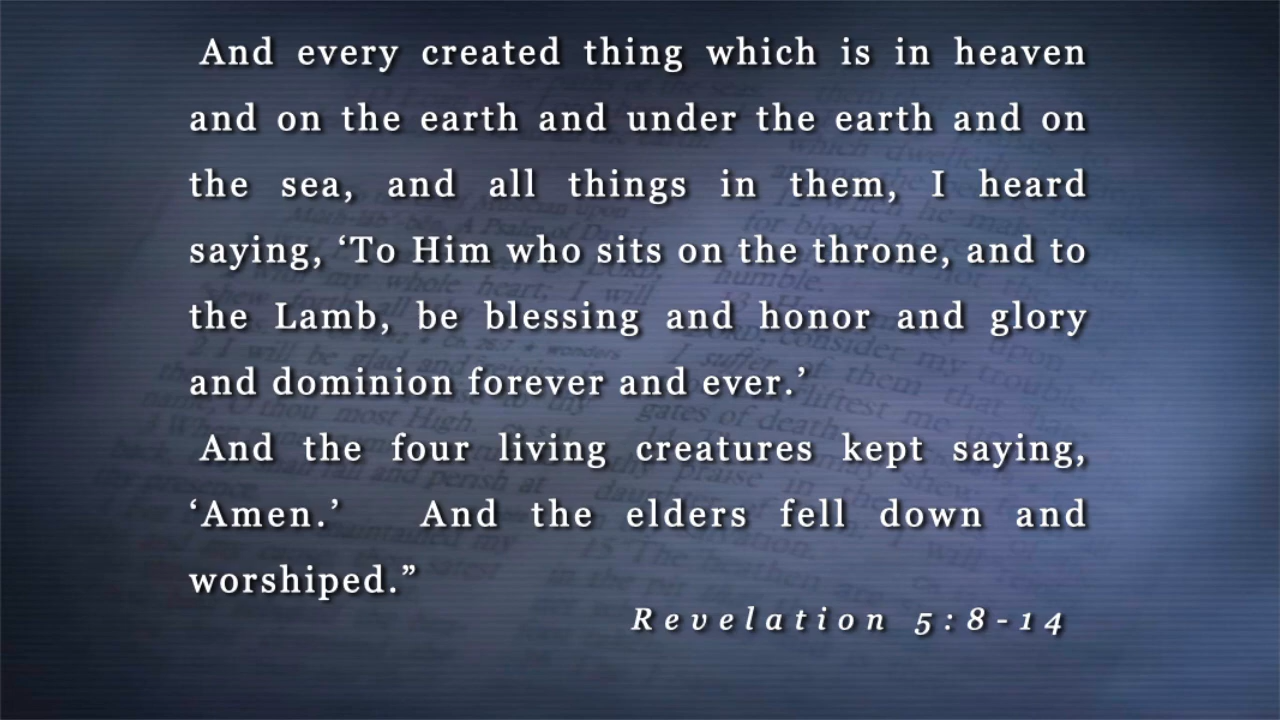 And every created thing which is in heaven
and on the earth and under the earth and on
the sea, and all things in them, I heard
saying, ‘To Him who sits on the throne, and to
the Lamb, be blessing and honor and glory
and dominion forever and ever.’
And the four living creatures kept saying,
‘Amen.’ And the elders fell down and
worshiped.”
Revelation 5:8-14